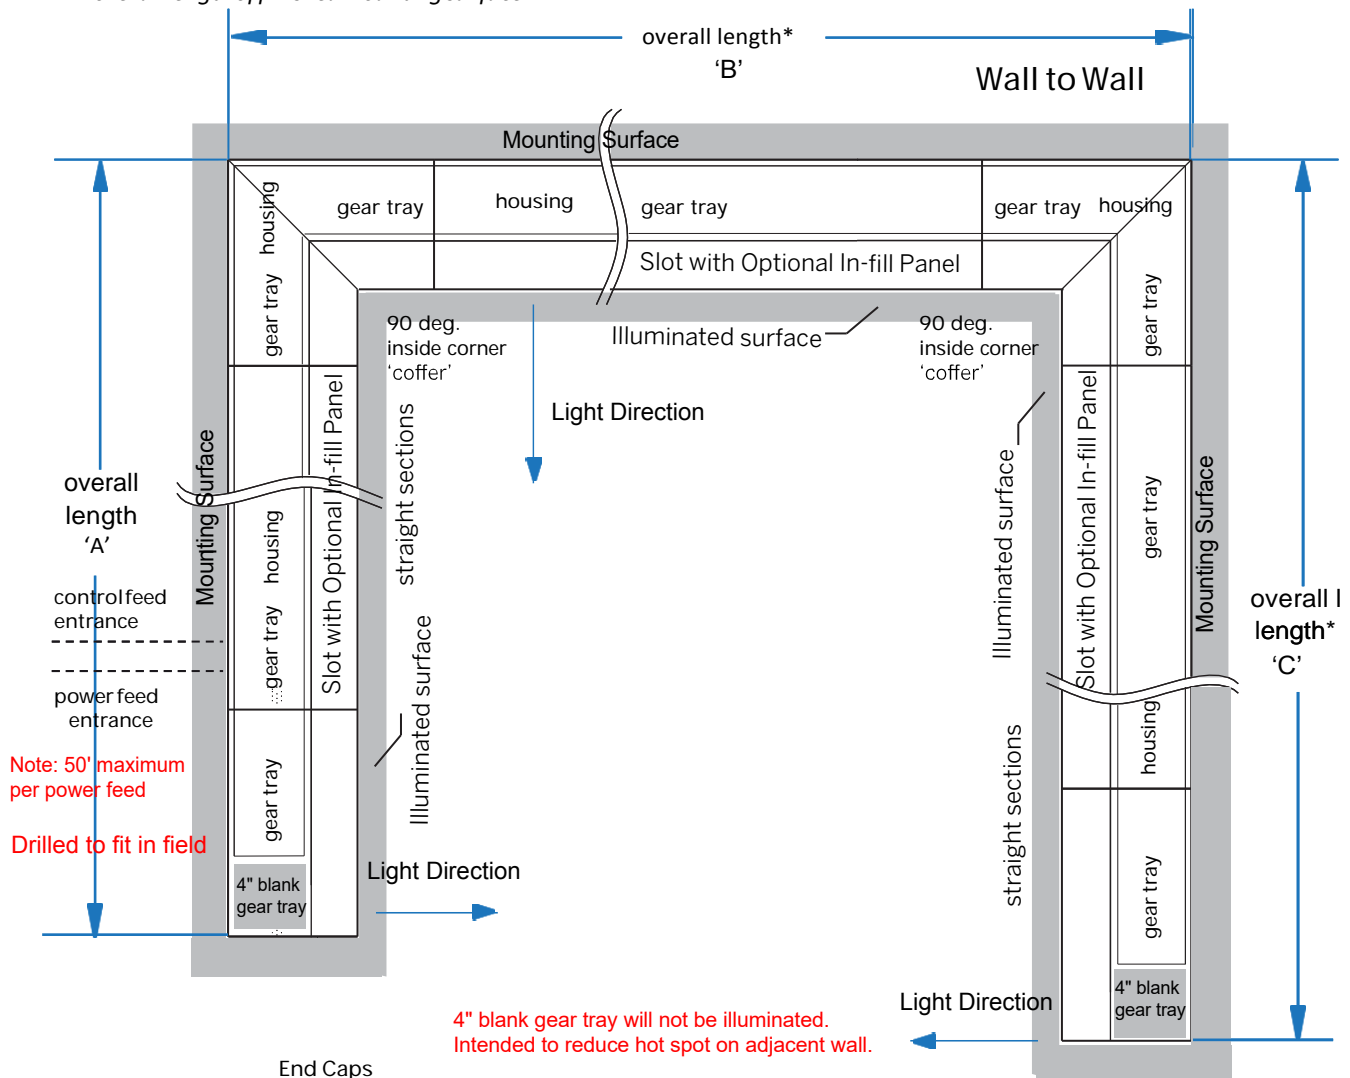 overall length*
'B'
Wall to Wall
Mounting Surface
housing
gear tray
gear tray
housing
gear tray
gear tray
housing
gear tray
Slot with Optional In-fill Panel
90 deg.
inside corner
'coffer'
Illuminated surface
90 deg.
inside corner
'coffer'
Light Direction
straight sections
Slot with Optional In-fill Panel
Mounting Surface
overall
length
'A'
housing
gear tray
control feed
entrance
power feed
entrance
Note: 50' maximum
per power feed
Drilled to fit in field
gear tray
Illuminated surface
4" blank
gear tray
Light Direction
Illuminated surface
Slot with Optional In-fill Panel
gear tray
Mounting Surface
overall l
length*
'C'
housing
straight sections
gear tray
4" blank
gear tray
Light Direction
4" blank gear tray will not be illuminated.
Intended to reduce hot spot on adjacent wall.
End Caps